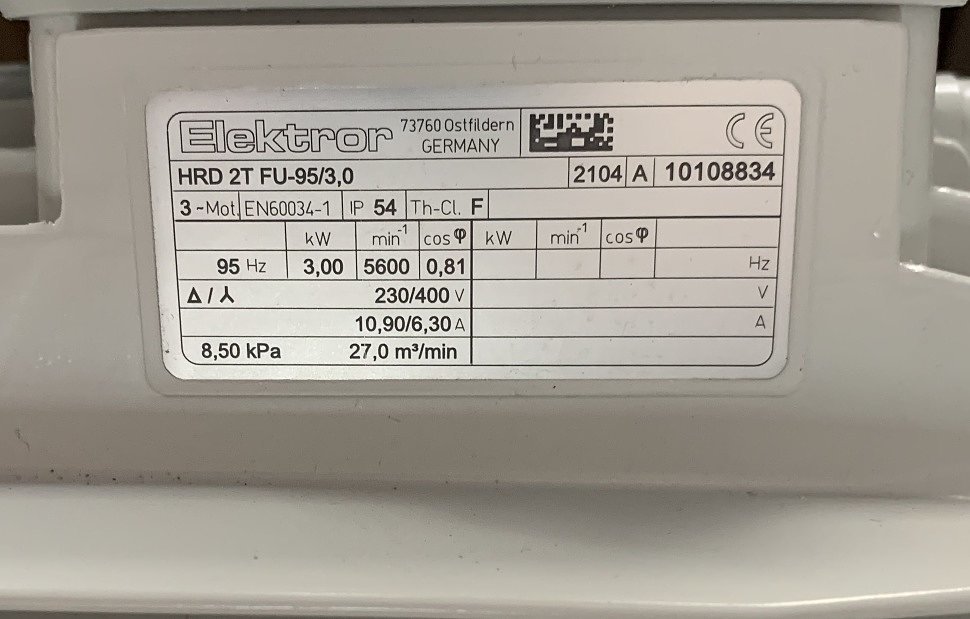 Elektror 73760 Ostfildern
GERMANY
CE
HRD 2T FU-95/3,0 2104 A 10108834
3~Mot. EN60034-1 IP 54 Th-Cl. F
kW min-1 cosφ kW min-1 cosφ
95 Hz 3,00 5600 0,81 Hz
Δ/⅄ 230/400 V V
10,90/6,30 A A
8,50 kPa 27,0 m³/min